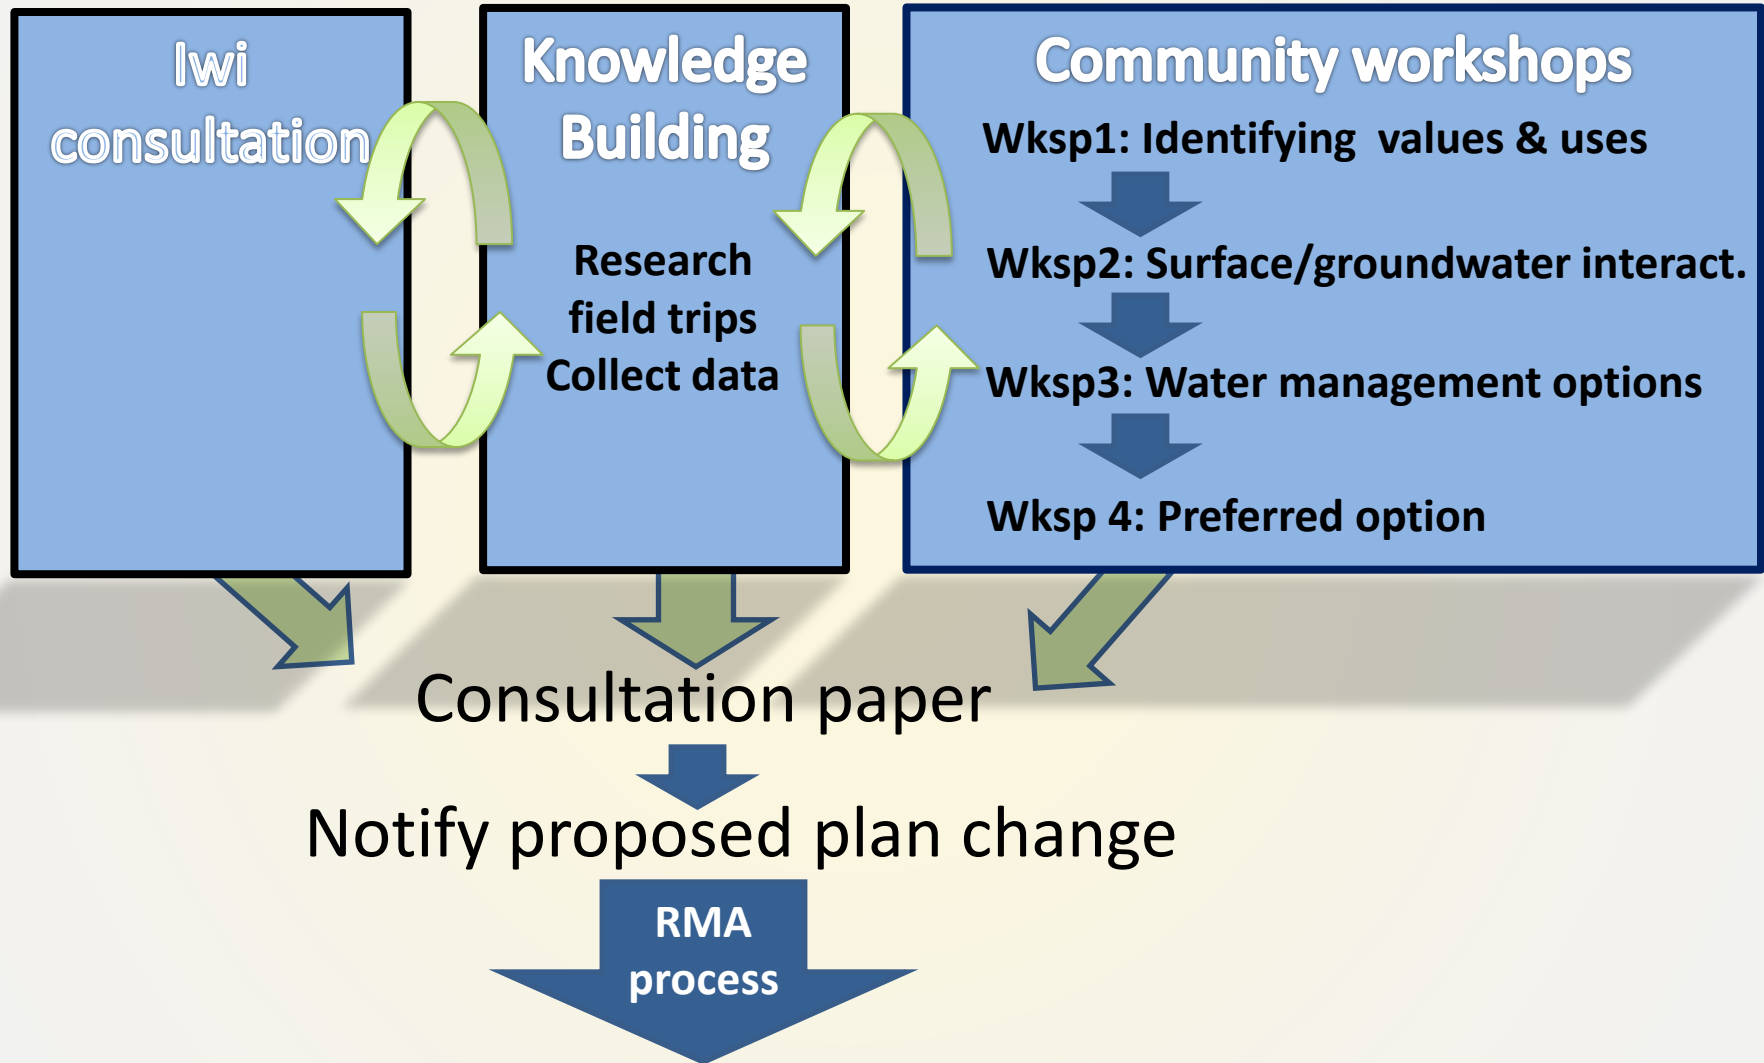 Iwi
consultation
Knowledge
Building
Research
field trips
Collect data
Community workshops
Wksp1: Identifying values & uses
Wksp2: Surface/groundwater interact.
Wksp3: Water management options
Wksp 4: Preferred option
Consultation paper
Notify proposed plan change
RMA
process